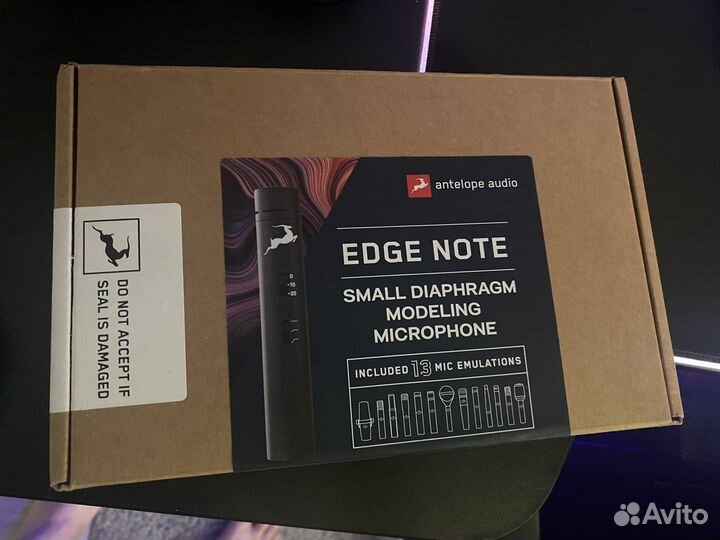 antelope audio
EDGE NOTE
SMALL DIAPHRAGM
MODELING
MICROPHONE
INCLUDED 13 MIC EMULATIONS
0
-10
-20
DO NOT ACCEPT IF
SEAL IS DAMAGED
Avito